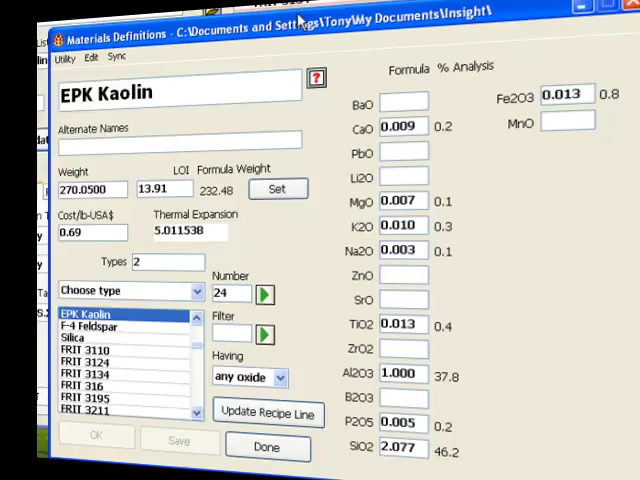 Materials Definitions - C:\Documents and Settings\Tony\My Documents\Insight\
Utility Edit Sync
EPK Kaolin
?
Alternate Names
Weight LOI Formula Weight
270.0500 13.91 232.48 Set
Cost/lb-USA$ Thermal Expansion
0.69 5.011538
Types 2
Choose type
Number
24
EPK Kaolin
F-4 Feldspar
Silica
FRIT 3110
FRIT 3124
FRIT 3134
FRIT 316
FRIT 3195
FRIT 3211
Filter
Having
any oxide
Update Recipe Line
OK Save Done
Formula % Analysis
BaO
CaO 0.009 0.2
PbO
Li2O
MgO 0.007 0.1
K2O 0.010 0.3
Na2O 0.003 0.1
ZnO
SrO
TiO2 0.013 0.4
ZrO2
Al2O3 1.000 37.8
B2O3
P2O5 0.005 0.2
SiO2 2.077 46.2
Fe2O3 0.013 0.8
MnO